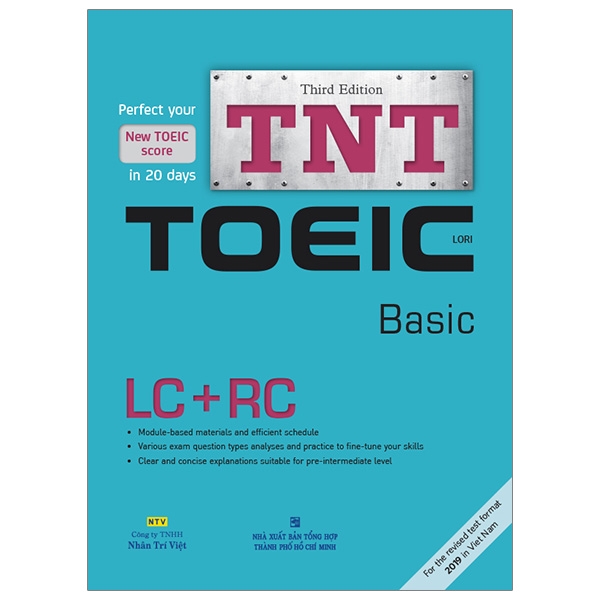 Third Edition
TNT
Perfect your
New TOEIC
score
in 20 days
TOEIC
LORI
Basic
LC + RC
• Module-based materials and efficient schedule
• Various exam question types analyses and practice to fine-tune your skills
• Clear and concise explanations suitable for pre-intermediate level
NTV
Công ty TNHH
Nhân Trí Việt
NHÀ XUẤT BẢN TỔNG HỢP
THÀNH PHỐ HỒ CHÍ MINH
For the revised test format
2019 in Viet Nam